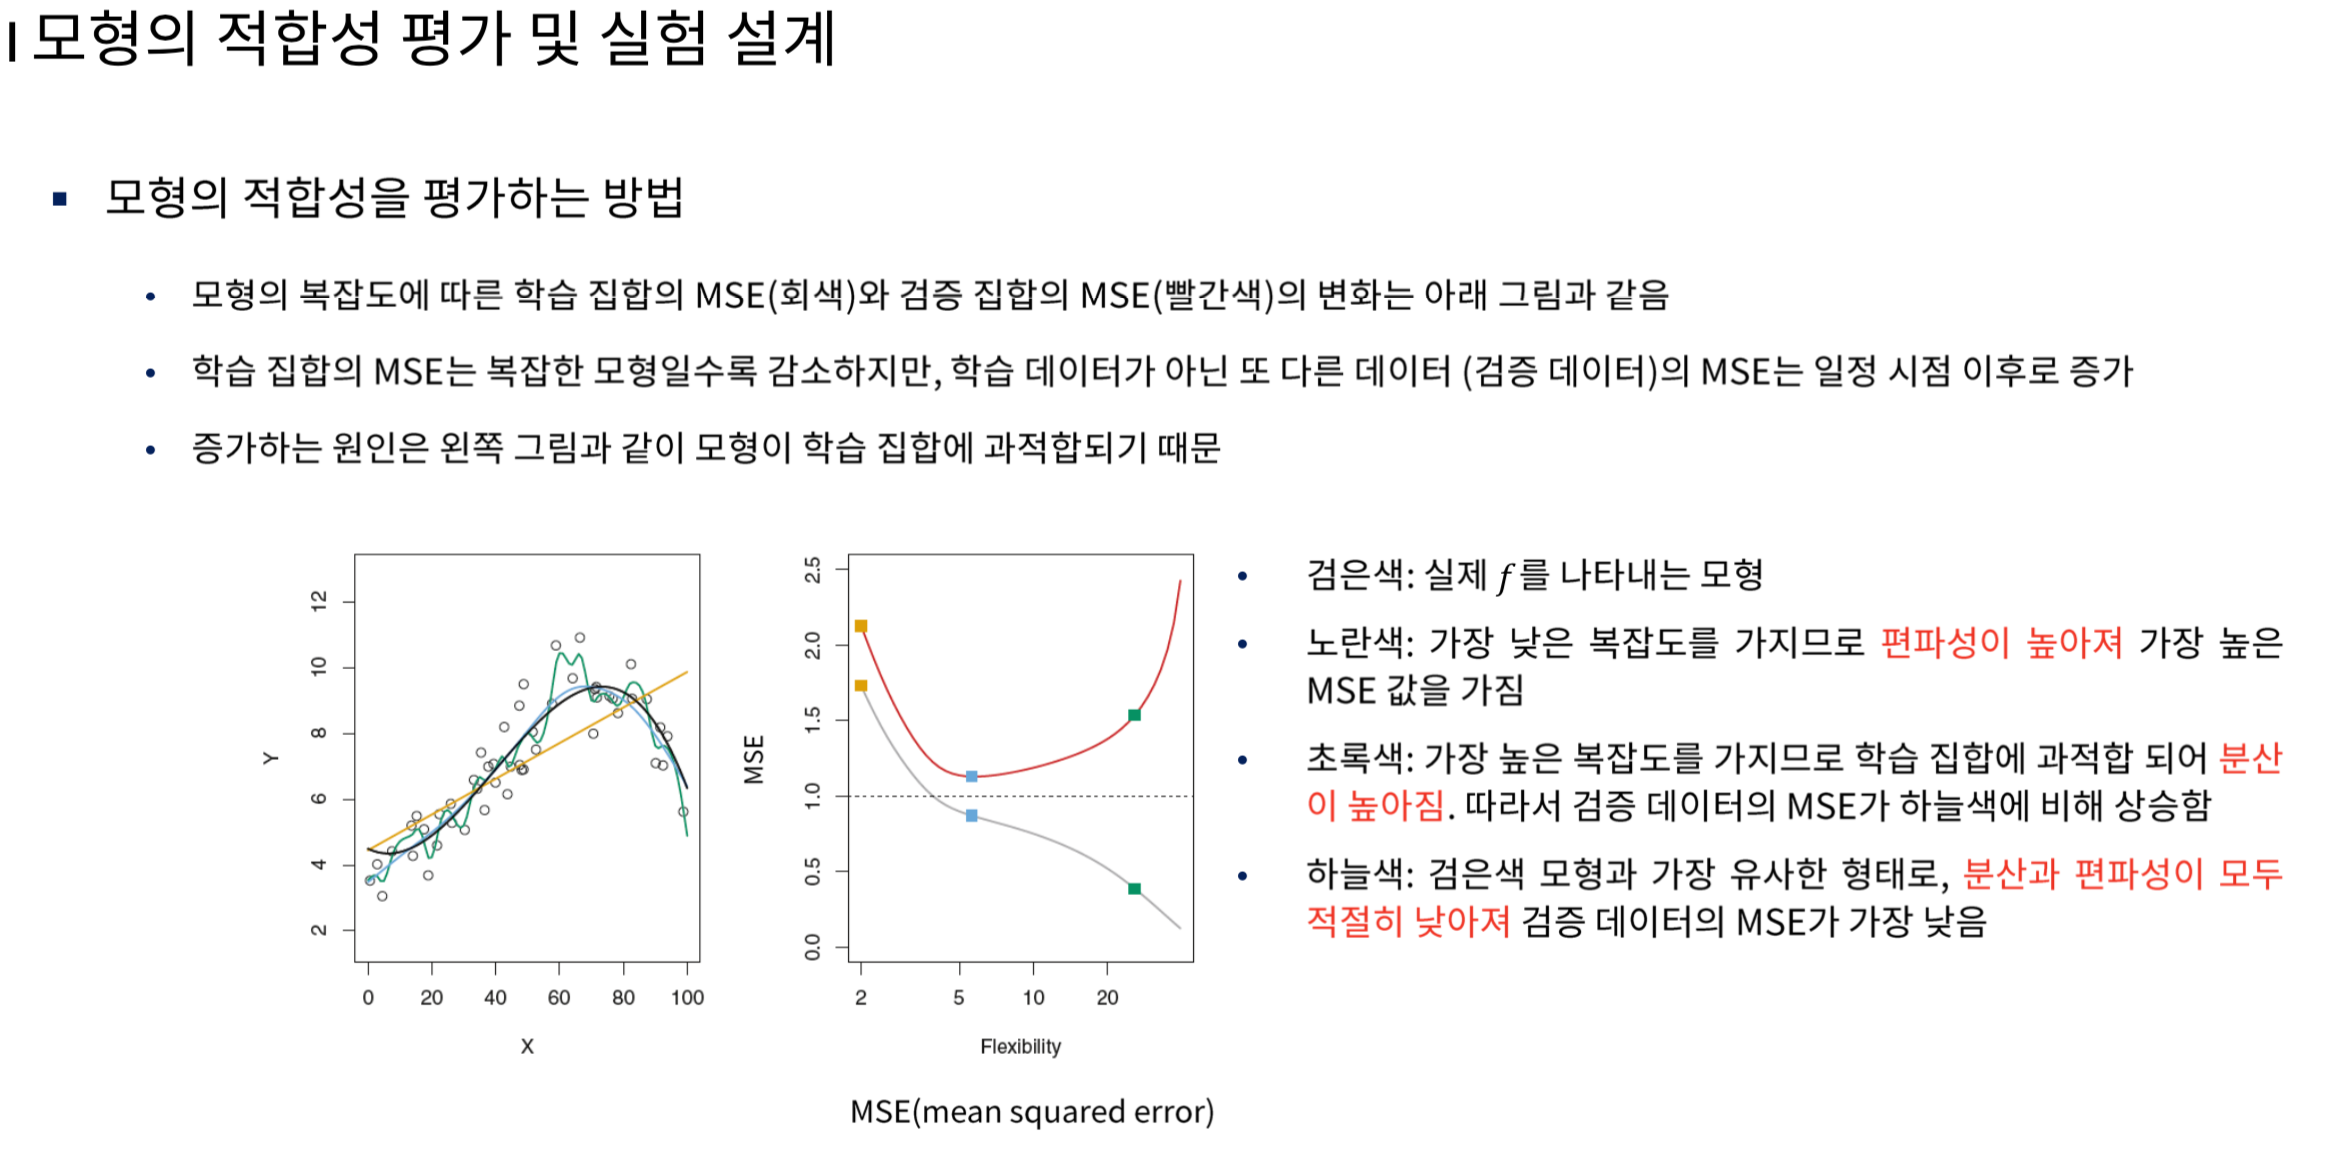 모형의 적합성 평가 및 실험 설계
모형의 적합성을 평가하는 방법
모형의 복잡도에 따른 학습 집합의 MSE(회색)와 검증 집합의 MSE(빨간색)의 변화는 아래 그림과 같음
학습 집합의 MSE는 복잡한 모형일수록 감소하지만, 학습 데이터가 아닌 또 다른 데이터 (검증 데이터)의 MSE는 일정 시점 이후로 증가
증가하는 원인은 왼쪽 그림과 같이 모형이 학습 집합에 과적합되기 때문
12
10
8
6
4
2
Y
0 20 40 60 80 100
X
2.5
2.0
1.5
1.0
0.5
0.0
MSE
2 5 10 20
Flexibility
MSE(mean squared error)
검은색: 실제 f 를 나타내는 모형
노란색: 가장 낮은 복잡도를 가지므로 편파성이 높아져 가장 높은
MSE 값을 가짐
초록색: 가장 높은 복잡도를 가지므로 학습 집합에 과적합 되어 분산
이 높아짐. 따라서 검증 데이터의 MSE가 하늘색에 비해 상승함
하늘색: 검은색 모형과 가장 유사한 형태로, 분산과 편파성이 모두
적절히 낮아져 검증 데이터의 MSE가 가장 낮음